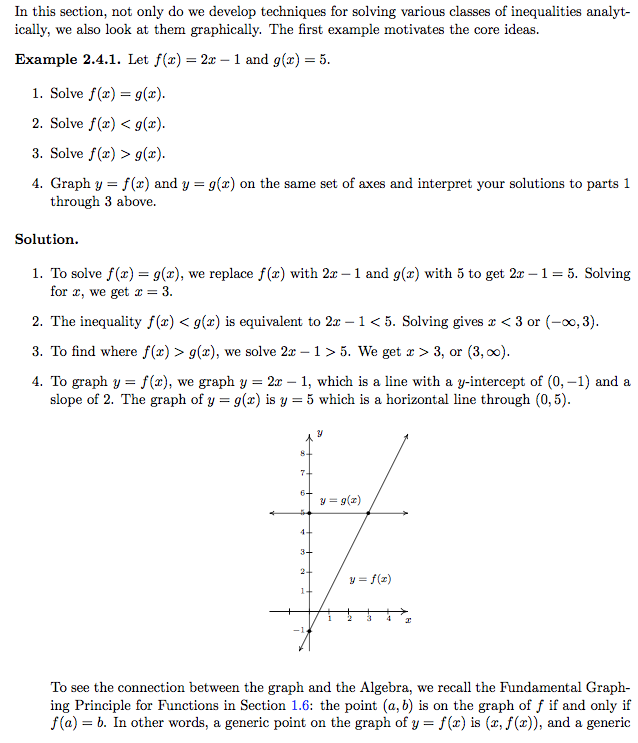 In this section, not only do we develop techniques for solving various classes of inequalities analyt-
ically, we also look at them graphically. The first example motivates the core ideas.
Example 2.4.1. Let f(x) = 2x − 1 and g(x) = 5.
1. Solve f(x) = g(x).
2. Solve f(x) < g(x).
3. Solve f(x) > g(x).
4. Graph y = f(x) and y = g(x) on the same set of axes and interpret your solutions to parts 1
through 3 above.
Solution.
1. To solve f(x) = g(x), we replace f(x) with 2x − 1 and g(x) with 5 to get 2x − 1 = 5. Solving
for x, we get x = 3.
2. The inequality f(x) < g(x) is equivalent to 2x − 1 < 5. Solving gives x < 3 or (−∞, 3).
3. To find where f(x) > g(x), we solve 2x − 1 > 5. We get x > 3, or (3, ∞).
4. To graph y = f(x), we graph y = 2x − 1, which is a line with a y-intercept of (0, −1) and a
slope of 2. The graph of y = g(x) is y = 5 which is a horizontal line through (0, 5).
y
8
7
6
y = g(x)
5
4
3
2
y = f(x)
1
1 2 3 4 x
−1
To see the connection between the graph and the Algebra, we recall the Fundamental Graph-
ing Principle for Functions in Section 1.6: the point (a, b) is on the graph of f if and only if
f(a) = b. In other words, a generic point on the graph of y = f(x) is (x, f(x)), and a generic